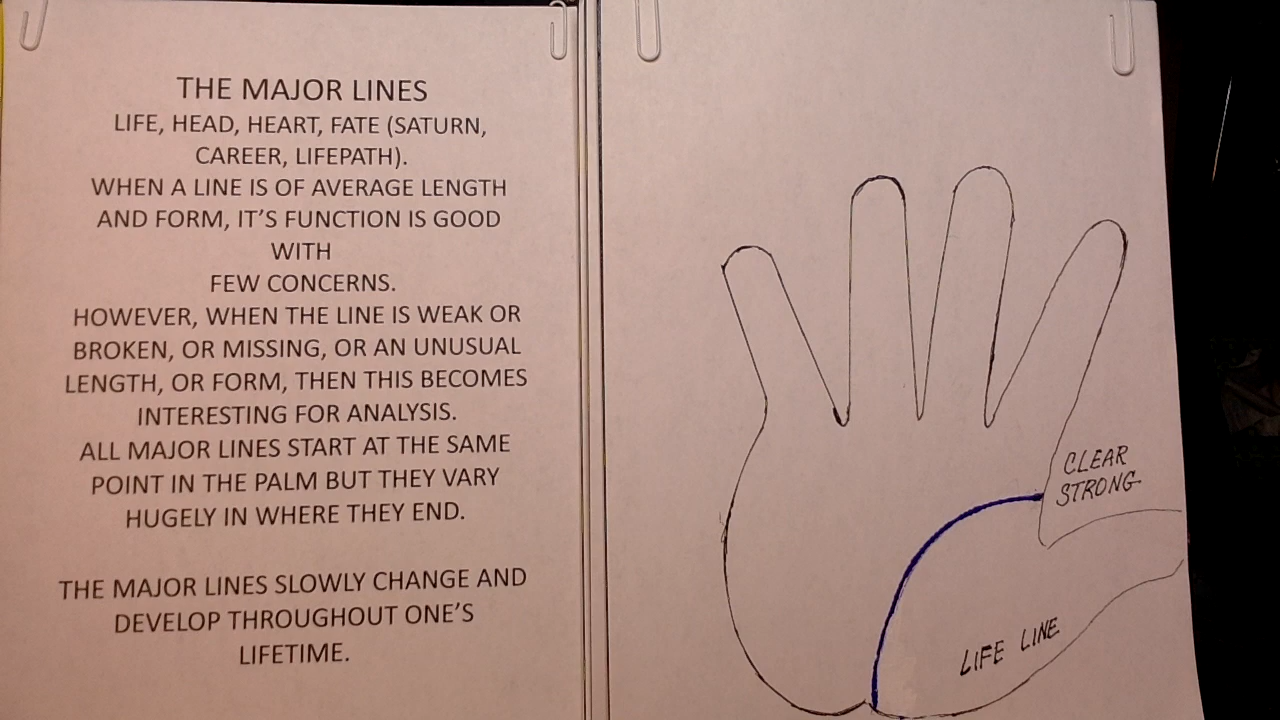 THE MAJOR LINES
LIFE, HEAD, HEART, FATE (SATURN,
CAREER, LIFEPATH).
WHEN A LINE IS OF AVERAGE LENGTH
AND FORM, IT'S FUNCTION IS GOOD
WITH
FEW CONCERNS.
HOWEVER, WHEN THE LINE IS WEAK OR
BROKEN, OR MISSING, OR AN UNUSUAL
LENGTH, OR FORM, THEN THIS BECOMES
INTERESTING FOR ANALYSIS.
ALL MAJOR LINES START AT THE SAME
POINT IN THE PALM BUT THEY VARY
HUGELY IN WHERE THEY END.
THE MAJOR LINES SLOWLY CHANGE AND
DEVELOP THROUGHOUT ONE'S
LIFETIME.
CLEAR
STRONG
LIFE LINE